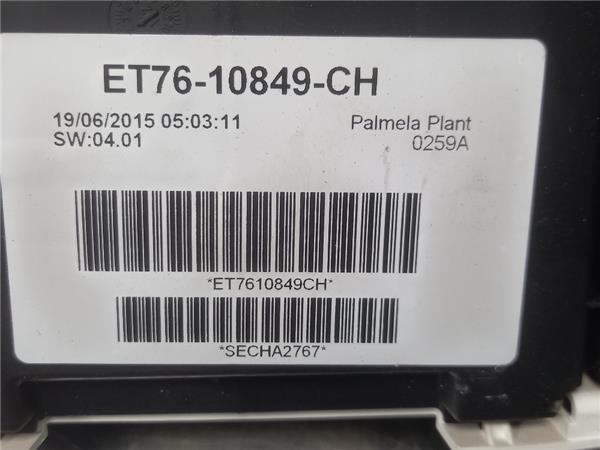 ET76-10849-CH
19/06/2015 05:03:11
Palmela Plant
SW:04.01
0259A
*ET7610849CH*
*SECHA2767*